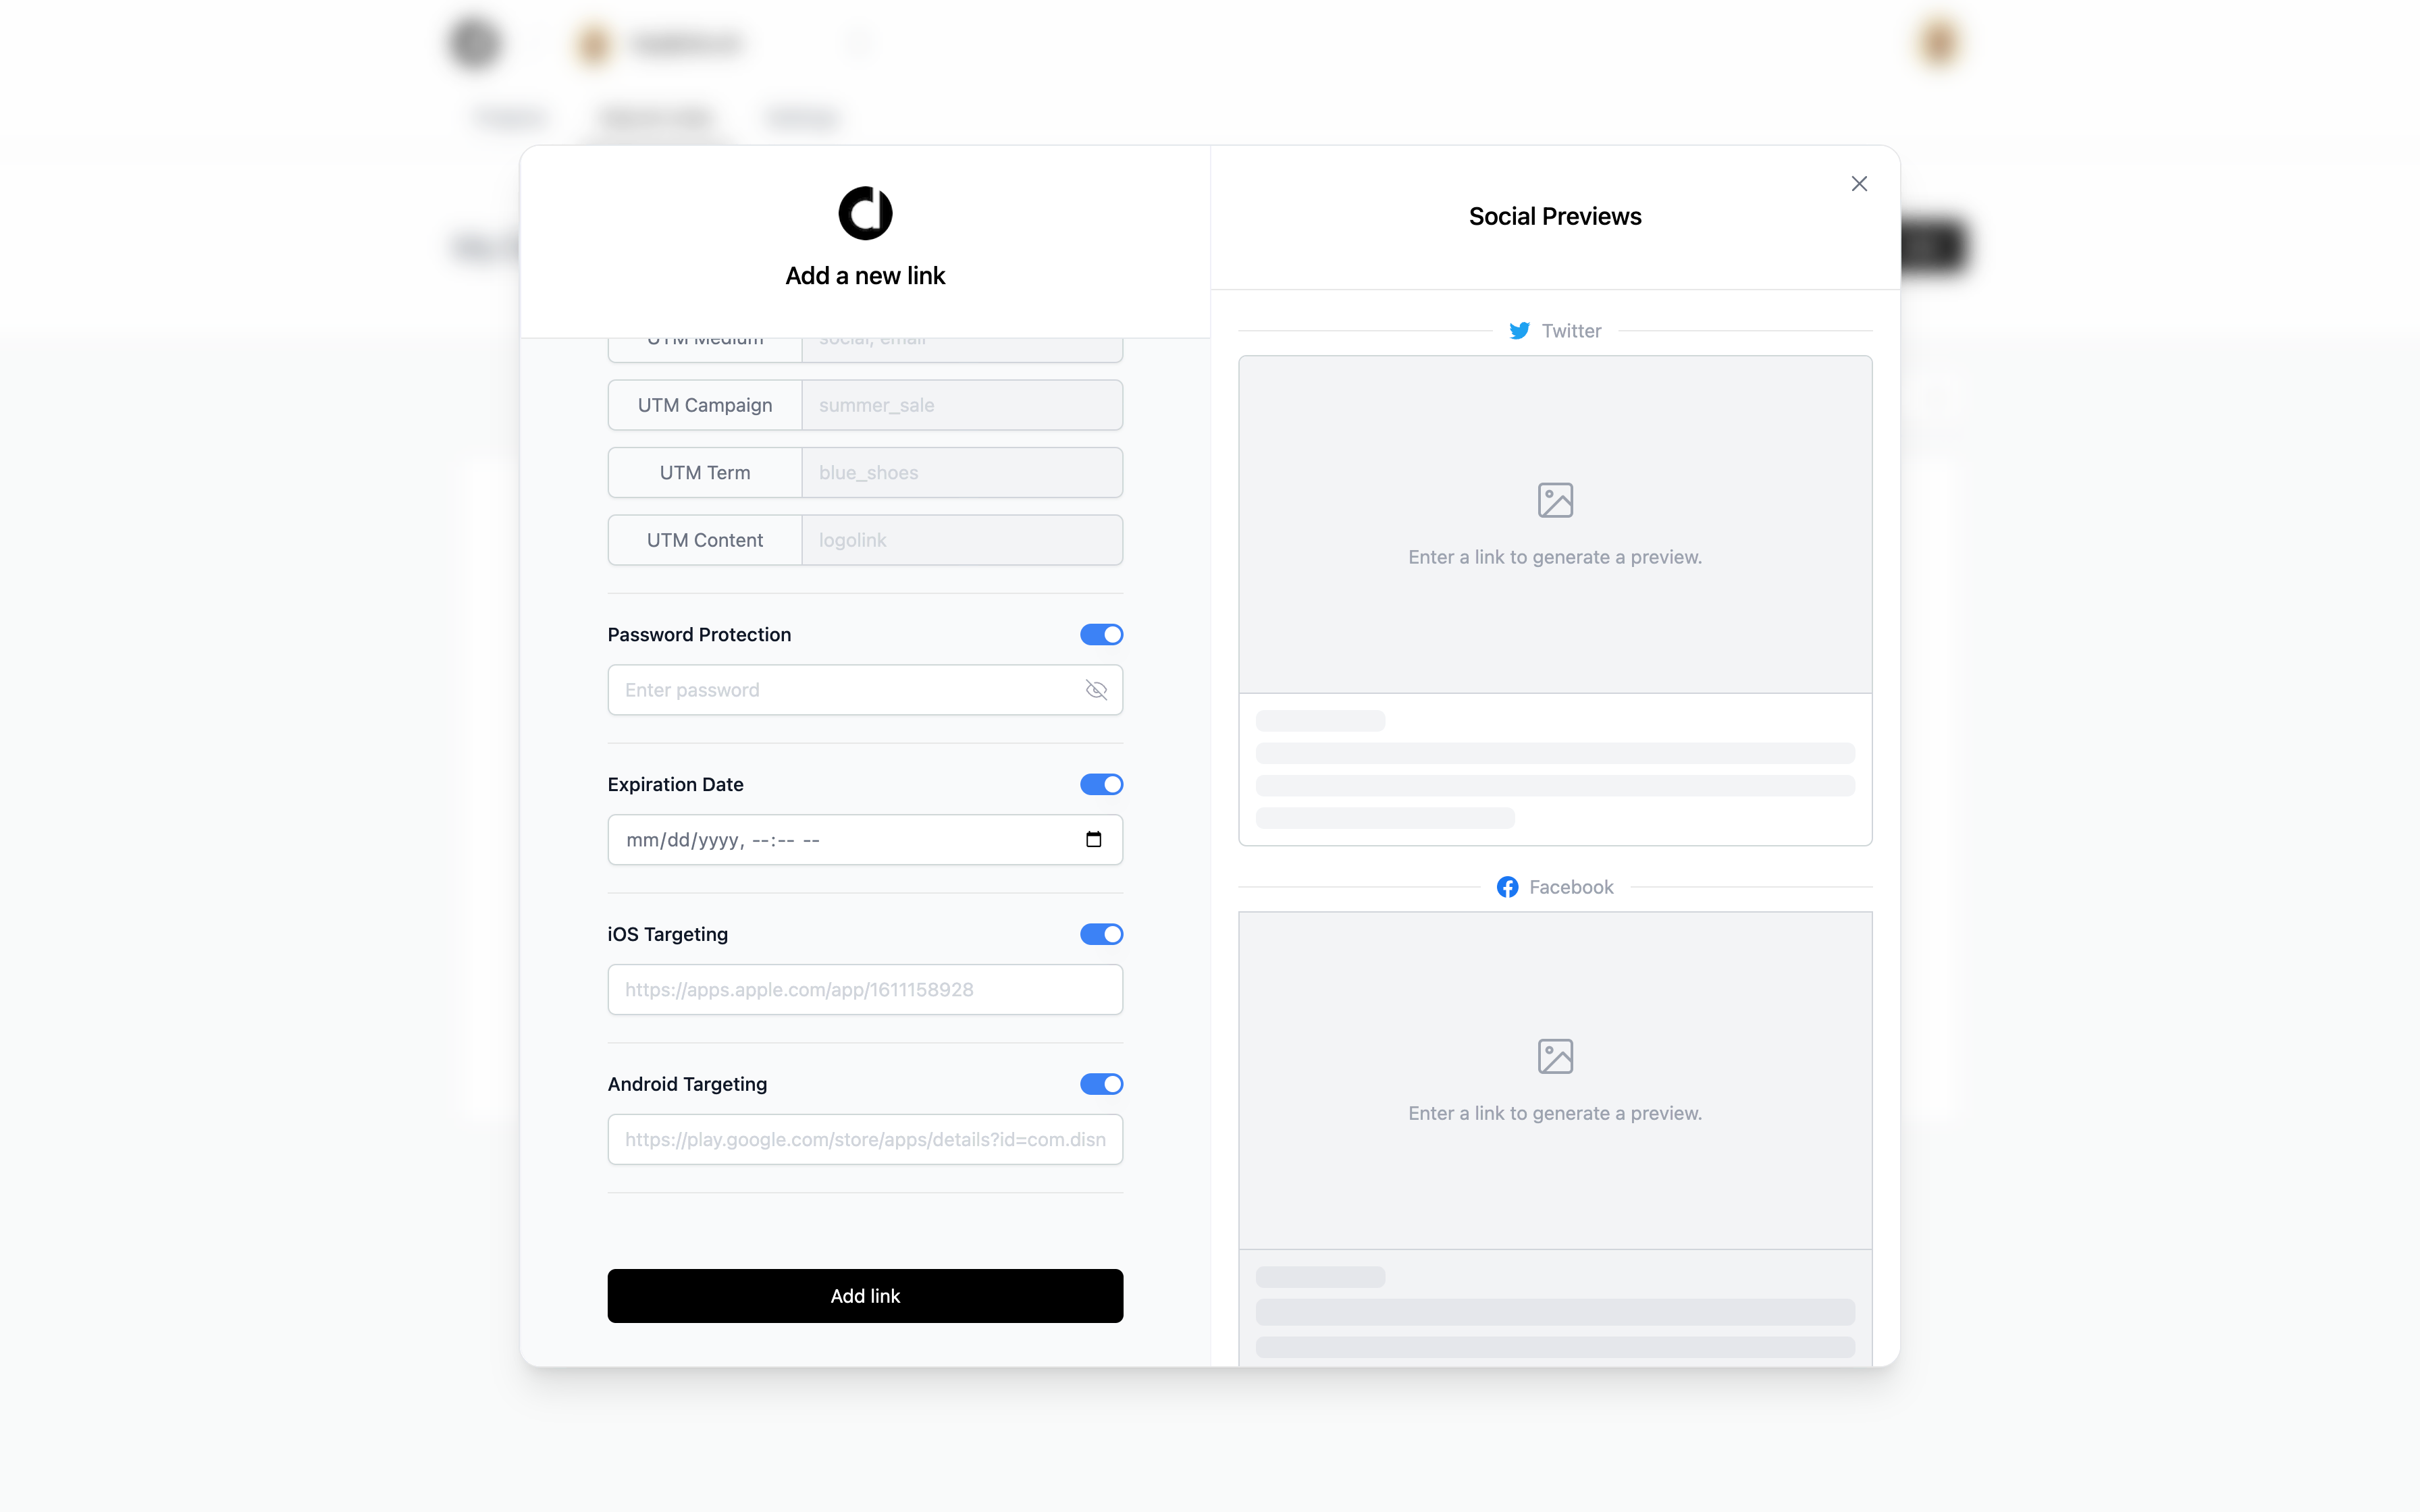 Add a new link
UTM Medium social, email
UTM Campaign summer_sale
UTM Term blue_shoes
UTM Content logolink
Password Protection
Enter password
Expiration Date
mm/dd/yyyy, --:-- --
iOS Targeting
https://apps.apple.com/app/1611158928
Android Targeting
https://play.google.com/store/apps/details?id=com.disn
Add link
Social Previews
Twitter
Enter a link to generate a preview.
Facebook
Enter a link to generate a preview.